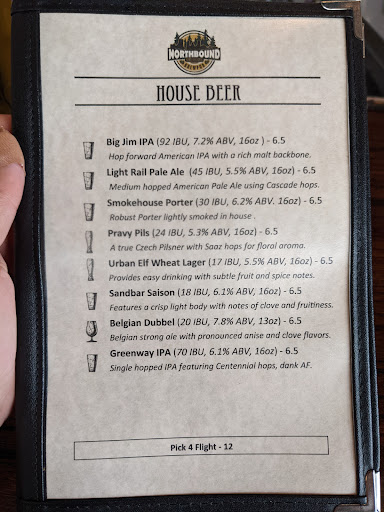 NORTHBOUND
HOUSE BEER
Big Jim IPA (92 IBU, 7.2% ABV, 16oz ) - 6.5
Hop forward American IPA with a rich malt backbone.
Light Rail Pale Ale (45 IBU, 5.5% ABV, 16oz) - 6.5
Medium hopped American Pale Ale using Cascade hops.
Smokehouse Porter (30 IBU, 6.2% ABV, 16oz) - 6.5
Robust Porter lightly smoked in house .
Pravy Pils (24 IBU, 5.3% ABV, 16oz) - 6.5
A true Czech Pilsner with Saaz hops for floral aroma.
Urban Elf Wheat Lager (17 IBU, 5.5% ABV, 16oz) - 6.5
Provides easy drinking with subtle fruit and spice notes.
Sandbar Saison (18 IBU, 6.1% ABV, 16oz) - 6.5
Features a crisp light body with notes of clove and fruitiness.
Belgian Dubbel (20 IBU, 7.8% ABV, 13oz) - 6.5
Belgian strong ale with pronounced anise and clove flavors.
Greenway IPA (70 IBU, 6.1% ABV, 16oz) - 6.5
Single hopped IPA featuring Centennial hops, dank AF.
Pick 4 Flight - 12